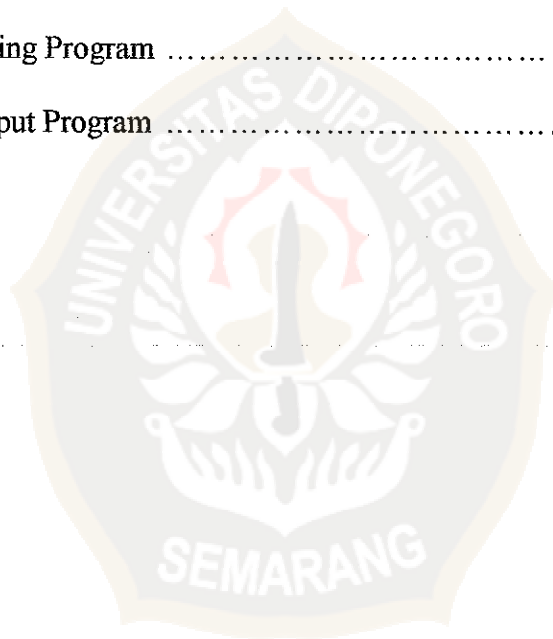 ing Program ……………………………………
put Program ……………………………………
UNIVERSITAS DIPONEGORO
SEMARANG